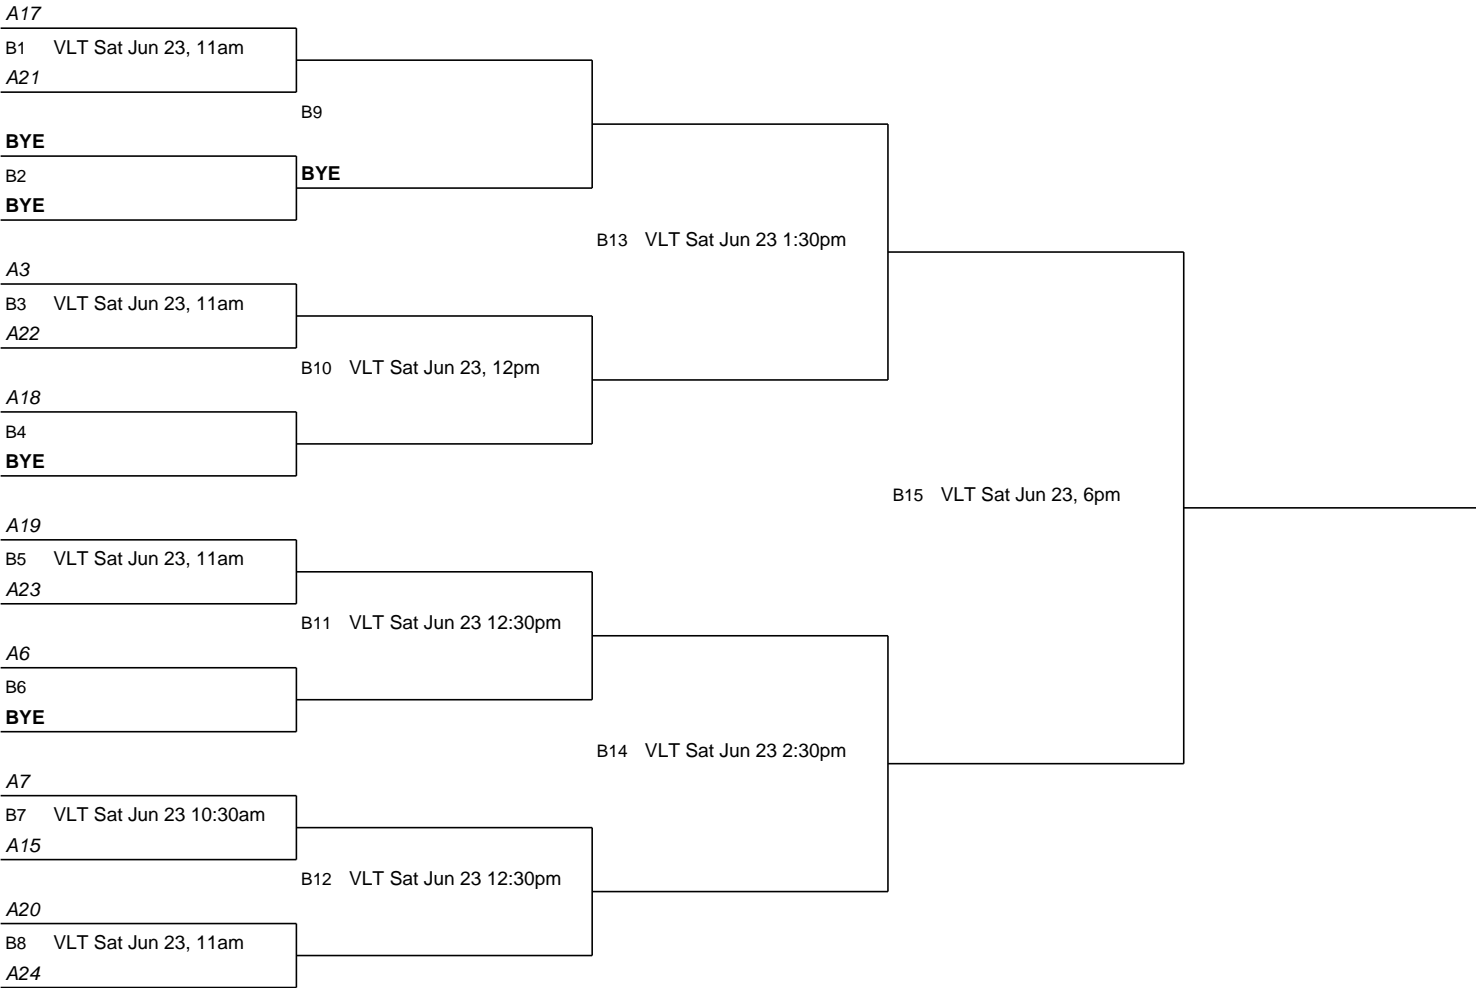 A17
B1 VLT Sat Jun 23, 11am
A21
B9
BYE
B2
BYE
BYE
B13 VLT Sat Jun 23 1:30pm
A3
B3 VLT Sat Jun 23, 11am
A22
B10 VLT Sat Jun 23, 12pm
A18
B4
BYE
B15 VLT Sat Jun 23, 6pm
A19
B5 VLT Sat Jun 23, 11am
A23
B11 VLT Sat Jun 23 12:30pm
A6
B6
BYE
B14 VLT Sat Jun 23 2:30pm
A7
B7 VLT Sat Jun 23 10:30am
A15
B12 VLT Sat Jun 23 12:30pm
A20
B8 VLT Sat Jun 23, 11am
A24